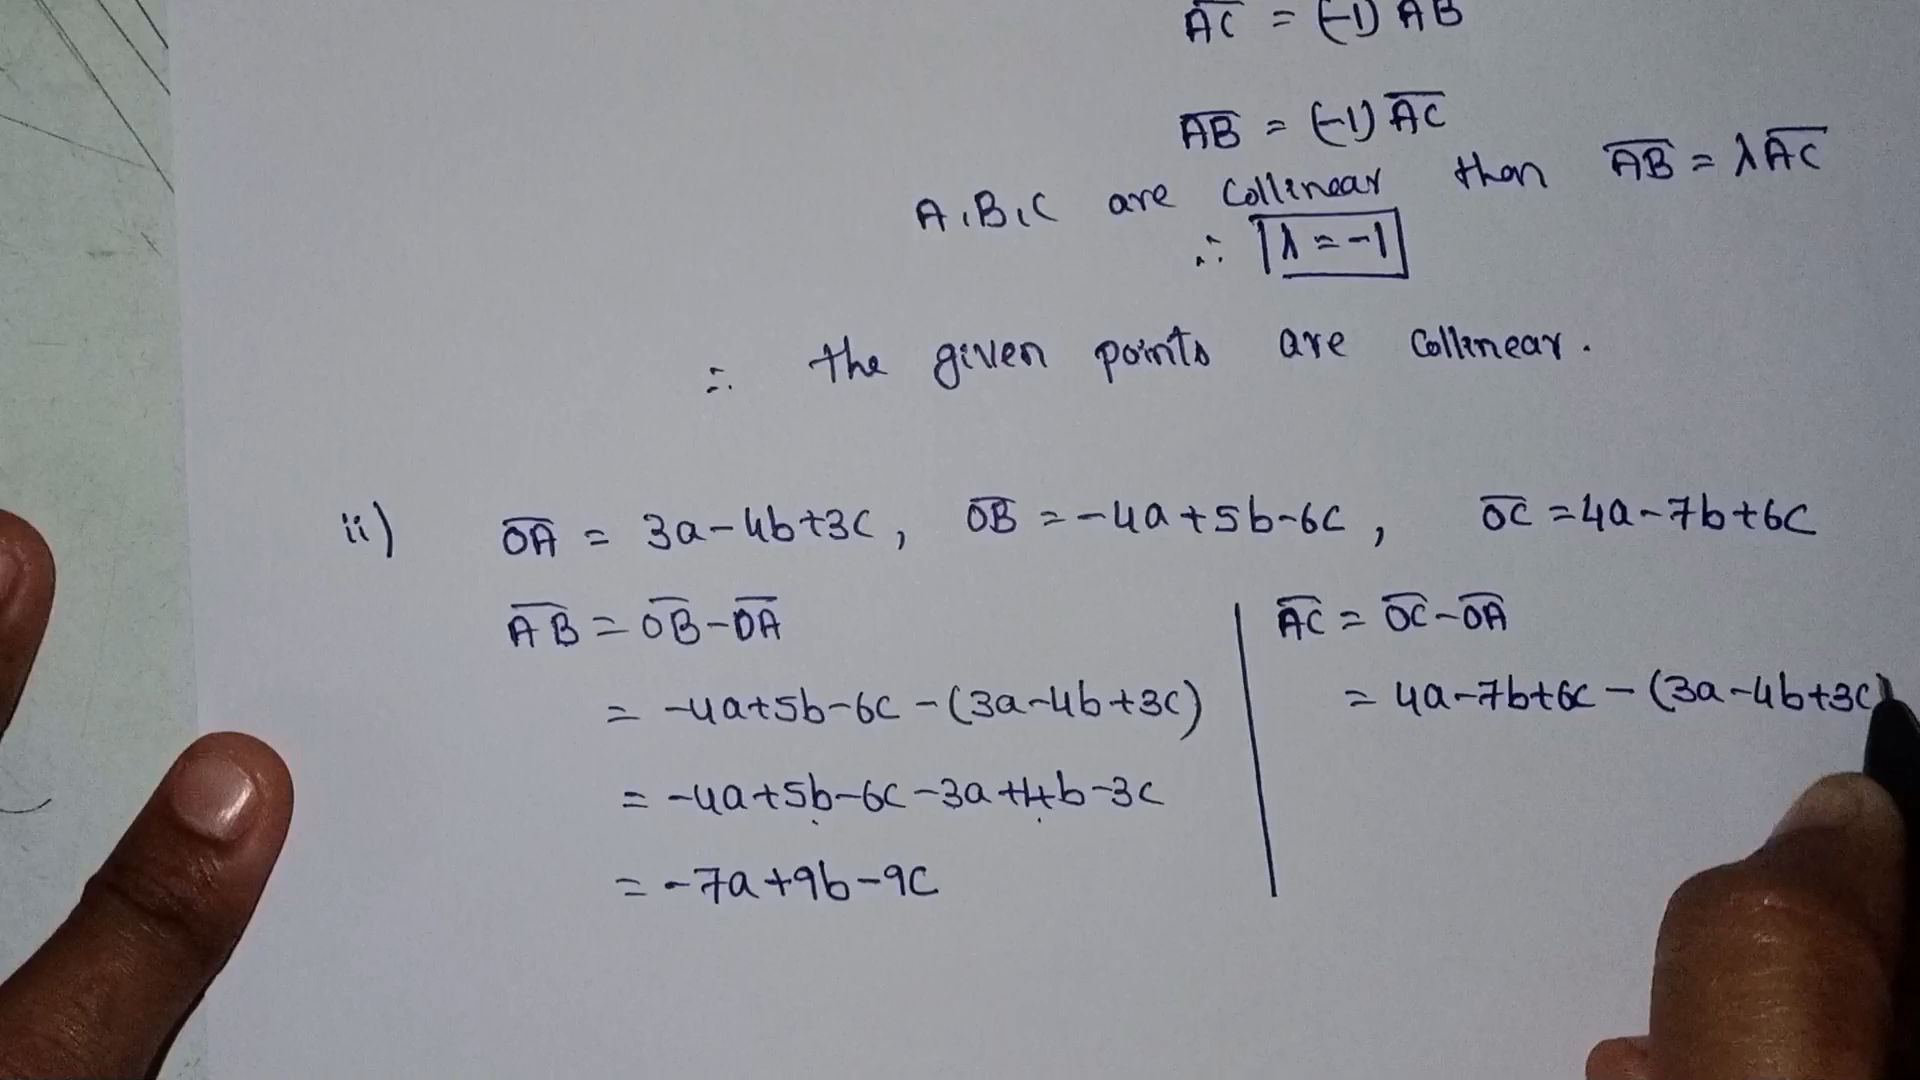 AC = (-1) AB
AB = (-1) AC
A, B, C are Collinear then AB = λAC
∴ λ = -1
∴ the given points are Collinear.
ii) OA = 3a-4b+3c, OB = -4a+5b-6c, OC = 4a-7b+6c
AB = OB-OA
= -4a+5b-6c-(3a-4b+3c)
= -4a+5b-6c-3a+4b-3c
= -7a+9b-9c
AC = OC-OA
= 4a-7b+6c-(3a-4b+3c)